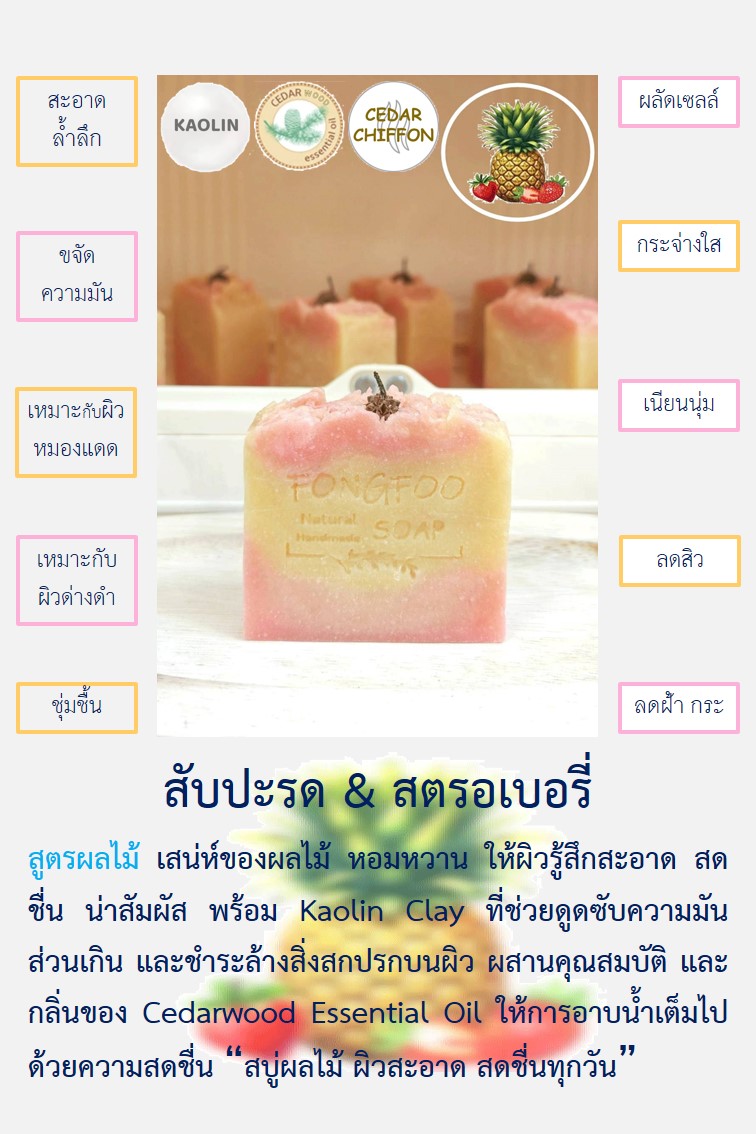 สะอาด
ล้ำลึก
ขจัด
ความมัน
เหมาะกับผิว
หมองแดด
เหมาะกับ
ผิวด่างดำ
ชุ่มชื้น
KAOLIN
CEDAR WOOD
essential oil
CEDAR
CHIFFON
FONGFOO
Natural
Handmade SOAP
ผลัดเซลล์
กระจ่างใส
เนียนนุ่ม
ลดสิว
ลดฝ้า กระ
สับปะรด & สตรอเบอรี่
สูตรผลไม้ เสน่ห์ของผลไม้ หอมหวาน ให้ผิวรู้สึกสะอาด สด
ชื่น น่าสัมผัส พร้อม Kaolin Clay ที่ช่วยดูดซับความมัน
ส่วนเกิน และชำระล้างสิ่งสกปรกบนผิว ผสานคุณสมบัติ และ
กลิ่นของ Cedarwood Essential Oil ให้การอาบน้ำเต็มไป
ด้วยความสดชื่น “สบู่ผลไม้ ผิวสะอาด สดชื่นทุกวัน”